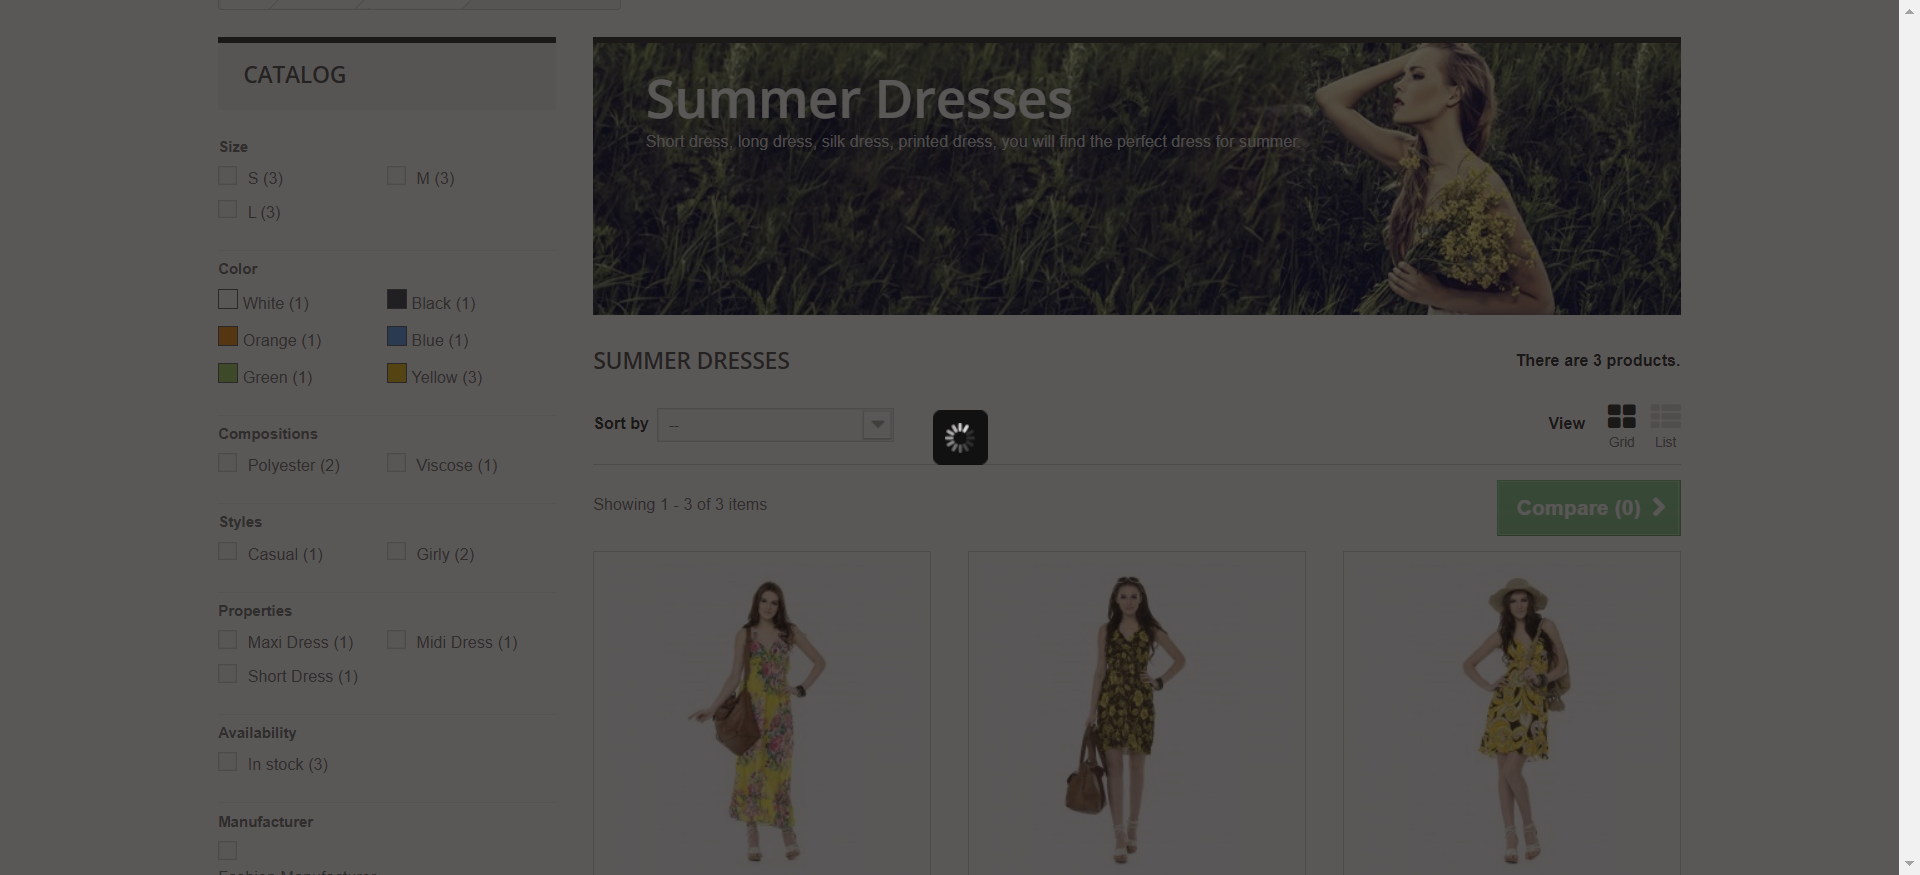 CATALOG
Size
S (3)
M (3)
L (3)
Color
White (1)
Black (1)
Orange (1)
Blue (1)
Green (1)
Yellow (3)
Compositions
Polyester (2)
Viscose (1)
Styles
Casual (1)
Girly (2)
Properties
Maxi Dress (1)
Midi Dress (1)
Short Dress (1)
Availability
In stock (3)
Manufacturer
Summer Dresses
Short dress, long dress, silk dress, printed dress, you will find the perfect dress for summer.
SUMMER DRESSES
There are 3 products.
Sort by
--
View
Grid
List
Showing 1 - 3 of 3 items
Compare (0)